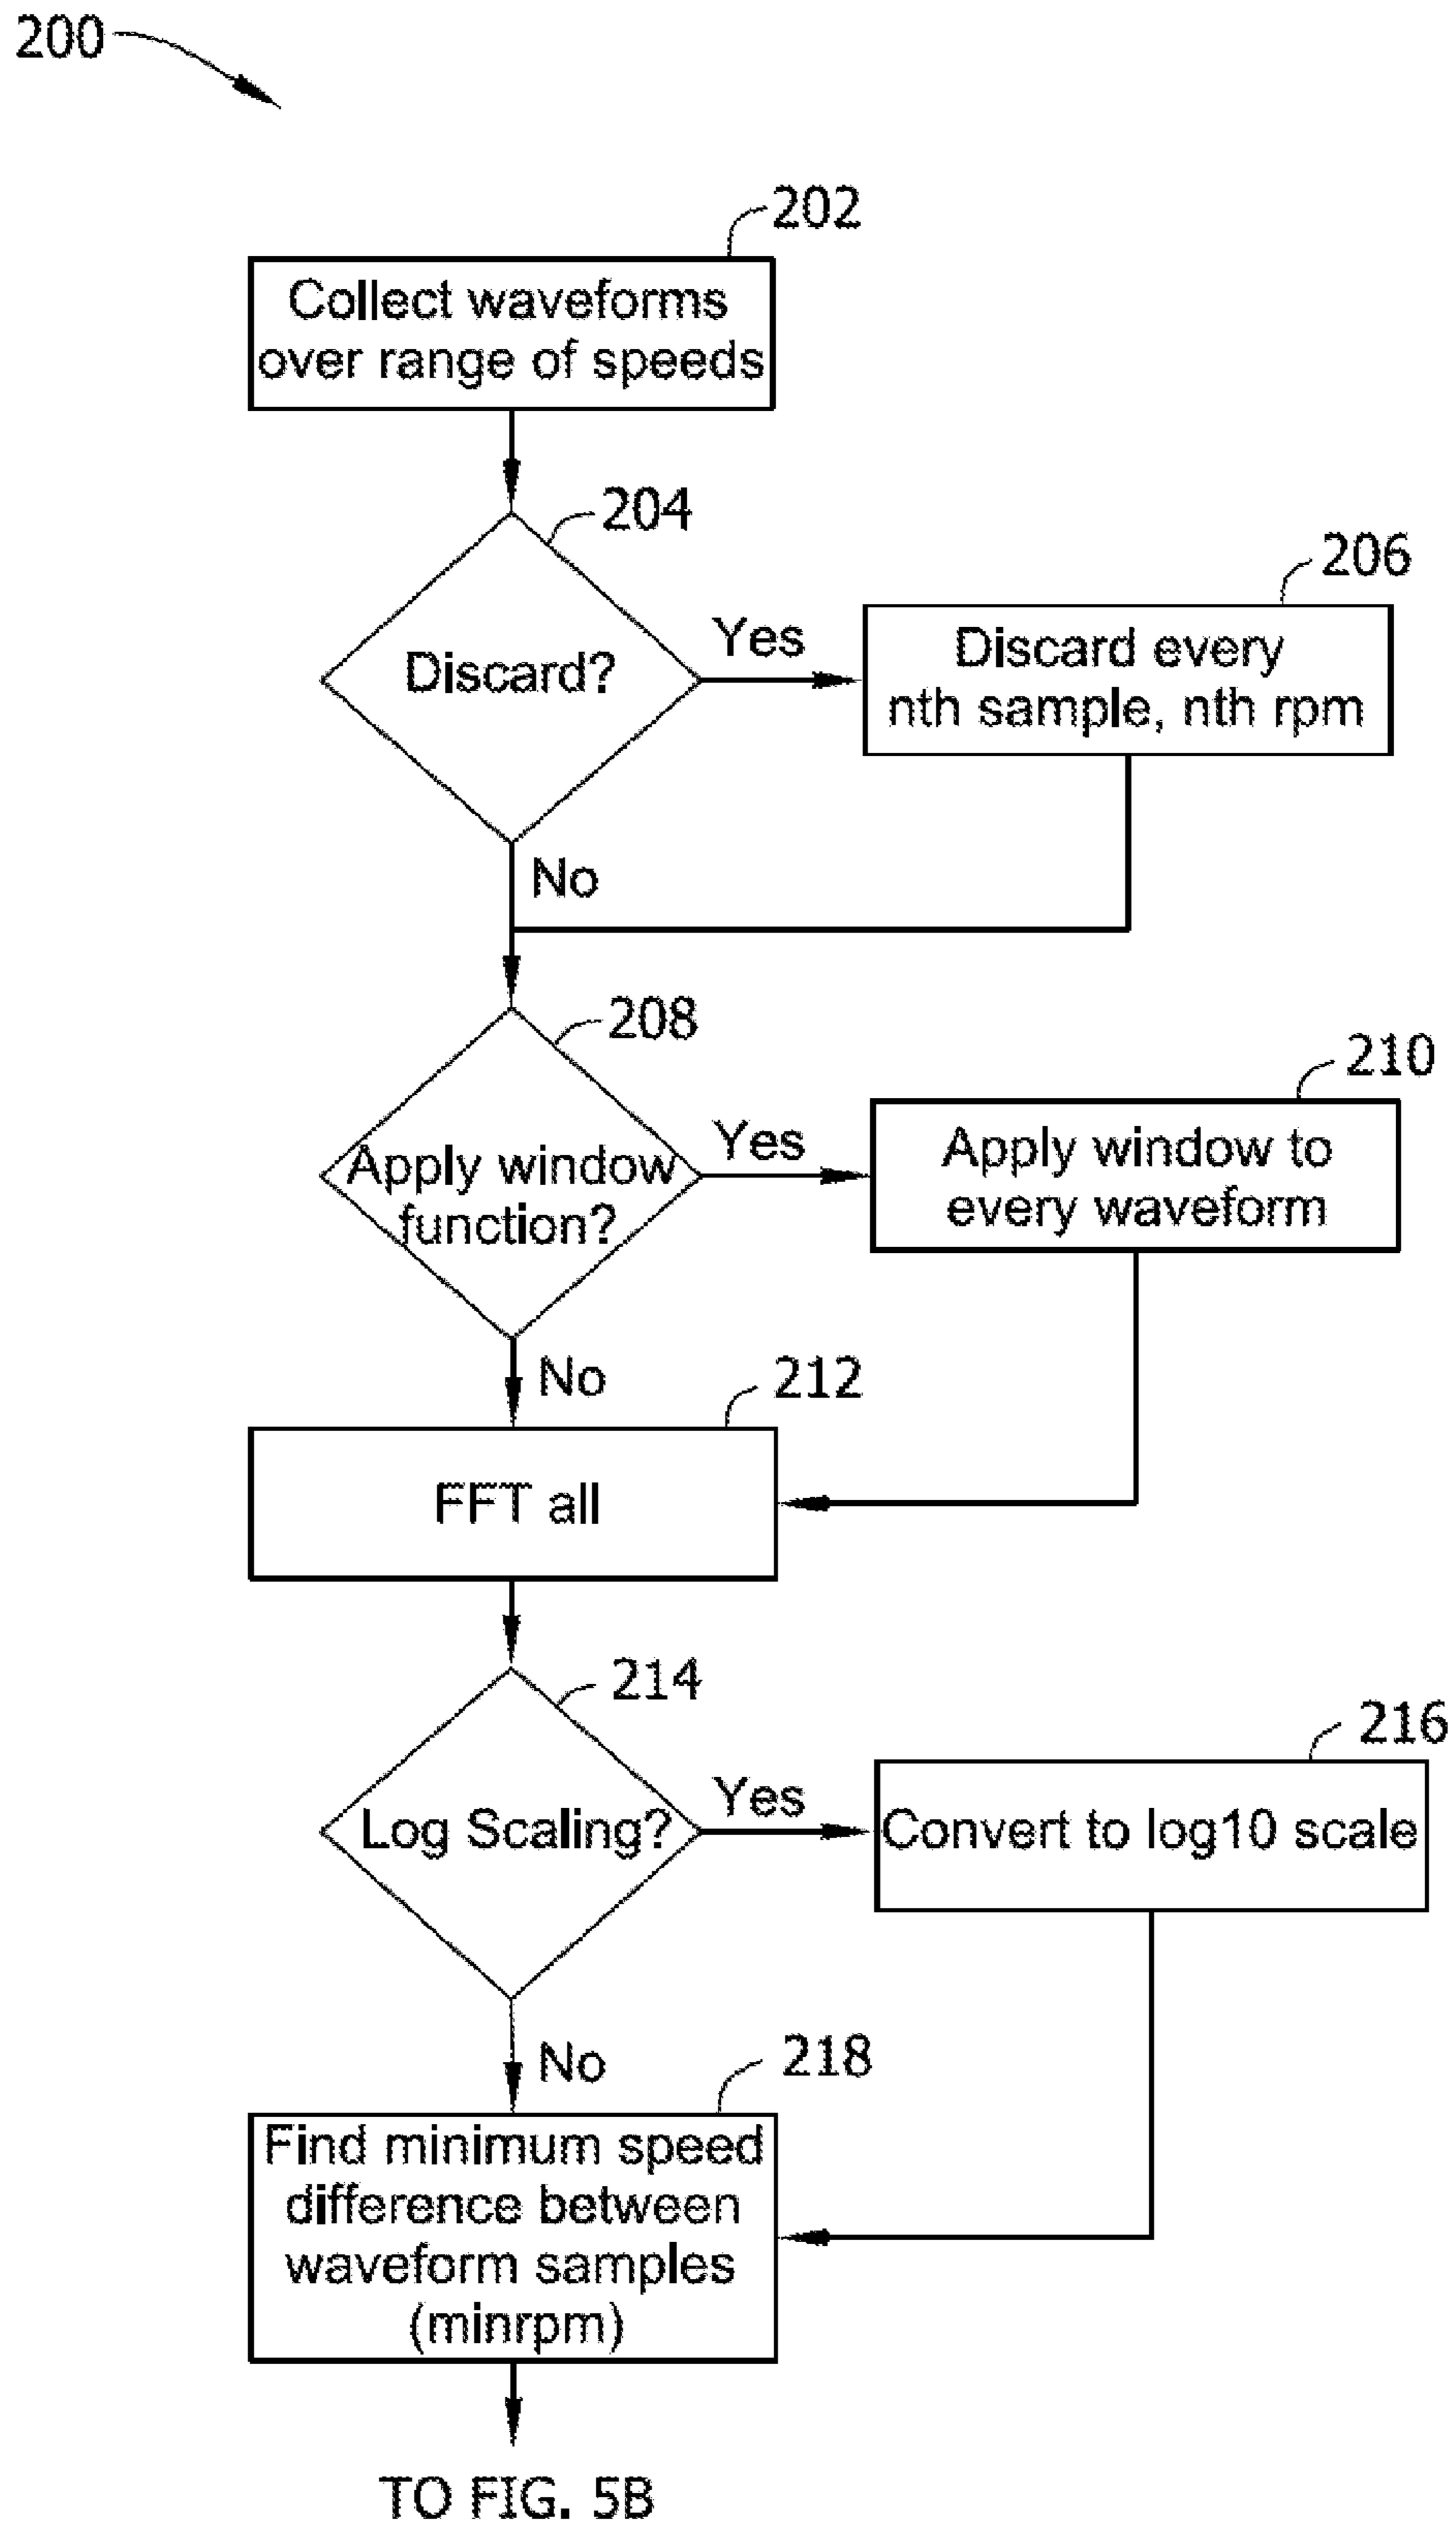 200
202
Collect waveforms
over range of speeds
204
Discard?
Yes
206
Discard every
nth sample, nth rpm
No
208
Apply window
function?
Yes
210
Apply window to
every waveform
No
212
FFT all
214
Log Scaling?
Yes
216
Convert to log10 scale
No
218
Find minimum speed
difference between
waveform samples
(minrpm)
TO FIG. 5B